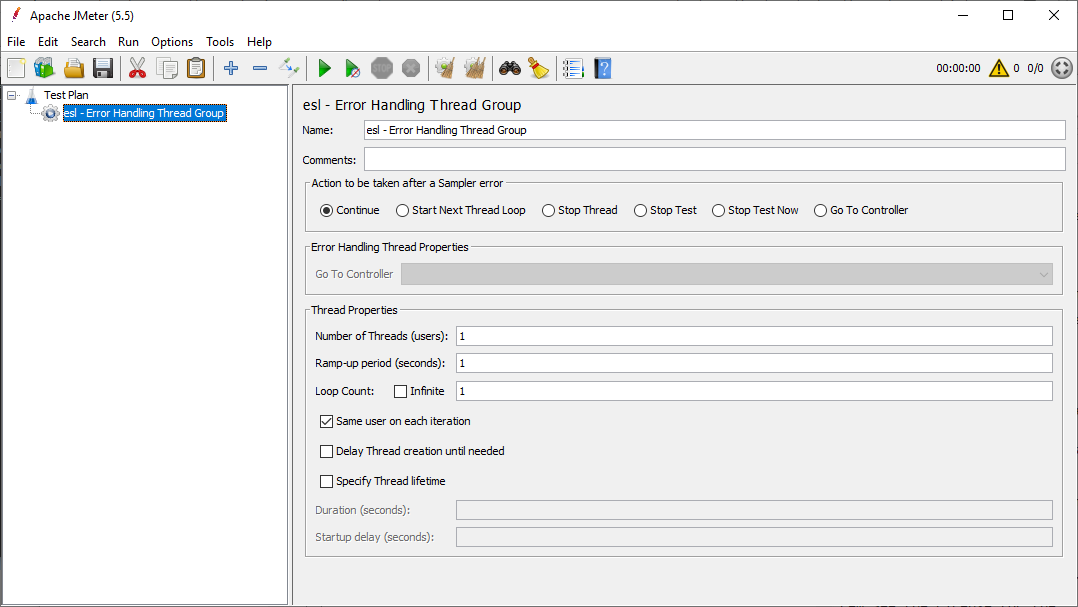 Apache JMeter (5.5)
File Edit Search Run Options Tools Help
00:00:00 0 0/0
Test Plan
esl - Error Handling Thread Group
esl - Error Handling Thread Group
Name: esl - Error Handling Thread Group
Comments:
Action to be taken after a Sampler error
Continue Start Next Thread Loop Stop Thread Stop Test Stop Test Now Go To Controller
Error Handling Thread Properties
Go To Controller
Thread Properties
Number of Threads (users): 1
Ramp-up period (seconds): 1
Loop Count: Infinite 1
Same user on each iteration
Delay Thread creation until needed
Specify Thread lifetime
Duration (seconds):
Startup delay (seconds):